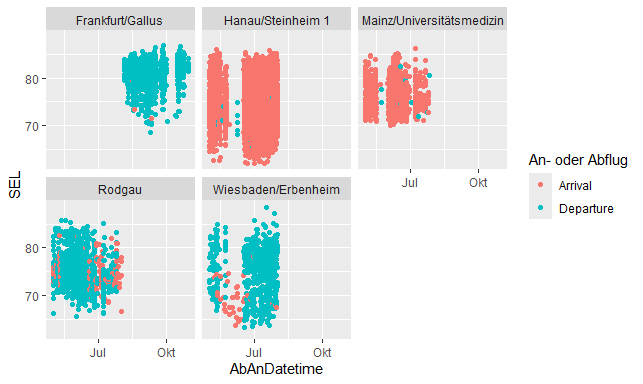 Frankfurt/Gallus
Hanau/Steinheim 1
Mainz/Universitätsmedizin
80
70
Jul
Okt
Rodgau
Wiesbaden/Erbenheim
80
70
Jul
Okt
Jul
Okt
SEL
AbAnDatetime
An- oder Abflug
Arrival
Departure